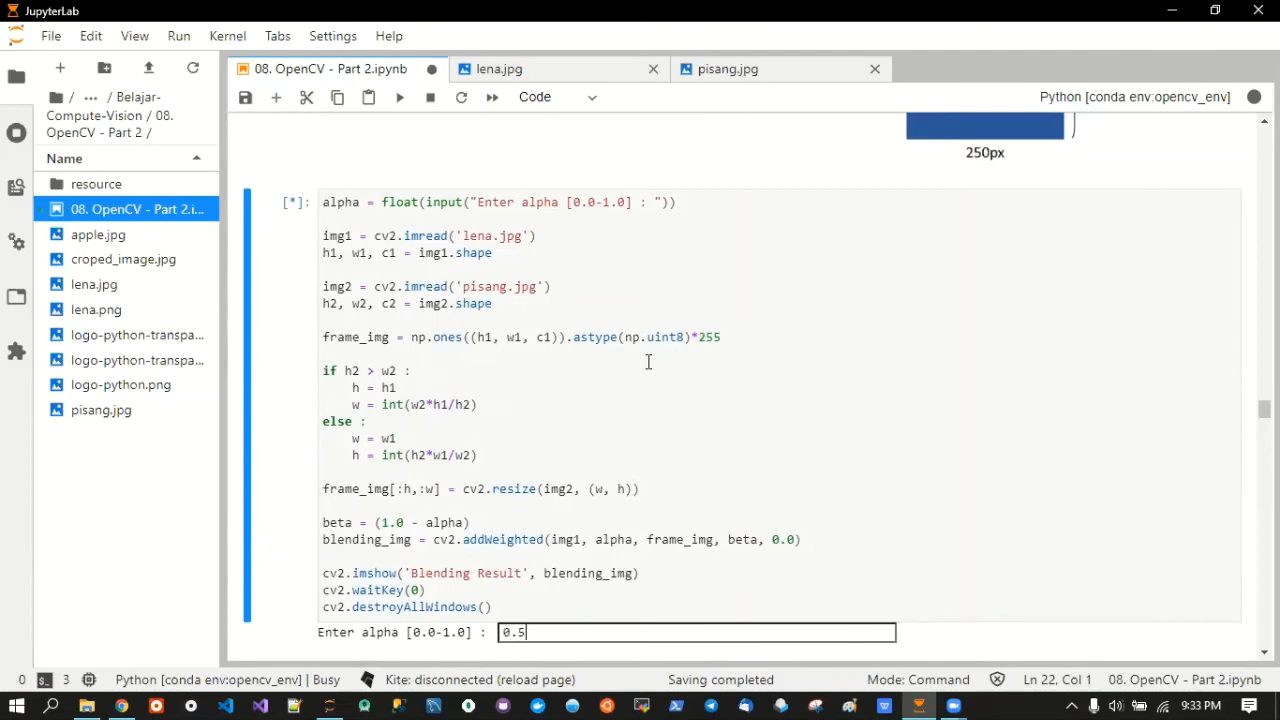 JupyterLab
File Edit View Run Kernel Tabs Settings Help
08. OpenCV - Part 2.ipynb
lena.jpg
pisang.jpg
Code
Python [conda env:opencv_env]
/ ... / Belajar-
Compute-Vision / 08.
OpenCV - Part 2 /
Name
resource
08. OpenCV - Part 2.i...
apple.jpg
croped_image.jpg
lena.jpg
lena.png
logo-python-transpa...
logo-python-transpa...
logo-python.png
pisang.jpg
250px
[*]: alpha = float(input("Enter alpha [0.0-1.0] : "))
img1 = cv2.imread('lena.jpg')
h1, w1, c1 = img1.shape
img2 = cv2.imread('pisang.jpg')
h2, w2, c2 = img2.shape
frame_img = np.ones((h1, w1, c1)).astype(np.uint8)*255
if h2 > w2 :
h = h1
w = int(w2*h1/h2)
else :
w = w1
h = int(h2*w1/w2)
frame_img[:h,:w] = cv2.resize(img2, (w, h))
beta = (1.0 - alpha)
blending_img = cv2.addWeighted(img1, alpha, frame_img, beta, 0.0)
cv2.imshow('Blending Result', blending_img)
cv2.waitKey(0)
cv2.destroyAllWindows()
Enter alpha [0.0-1.0] : 0.5
0 3 Python [conda env:opencv_env] | Busy Kite: disconnected (reload page) Saving completed Mode: Command Ln 22, Col 1 08. OpenCV - Part 2.ipynb
9:33 PM